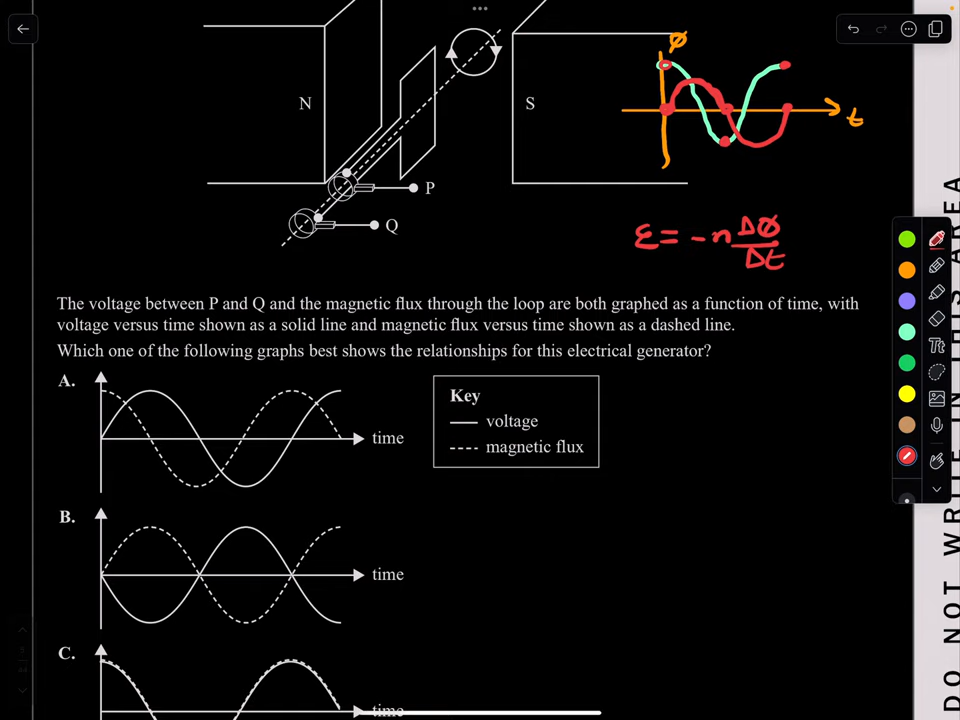 N
S
P
Q
Φ
t
ε = -n ΔΦ/Δt
The voltage between P and Q and the magnetic flux through the loop are both graphed as a function of time, with
voltage versus time shown as a solid line and magnetic flux versus time shown as a dashed line.
Which one of the following graphs best shows the relationships for this electrical generator?
A.
time
Key
voltage
magnetic flux
B.
time
C.
time
Tt
DO NOT WRITE IN THIS AREA